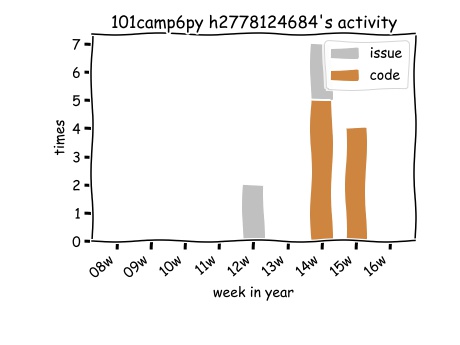 101camp6py h2778124684's activity
issue
code
7
6
5
4
3
2
1
0
times
08w
09w
10w
11w
12w
13w
14w
15w
16w
week in year